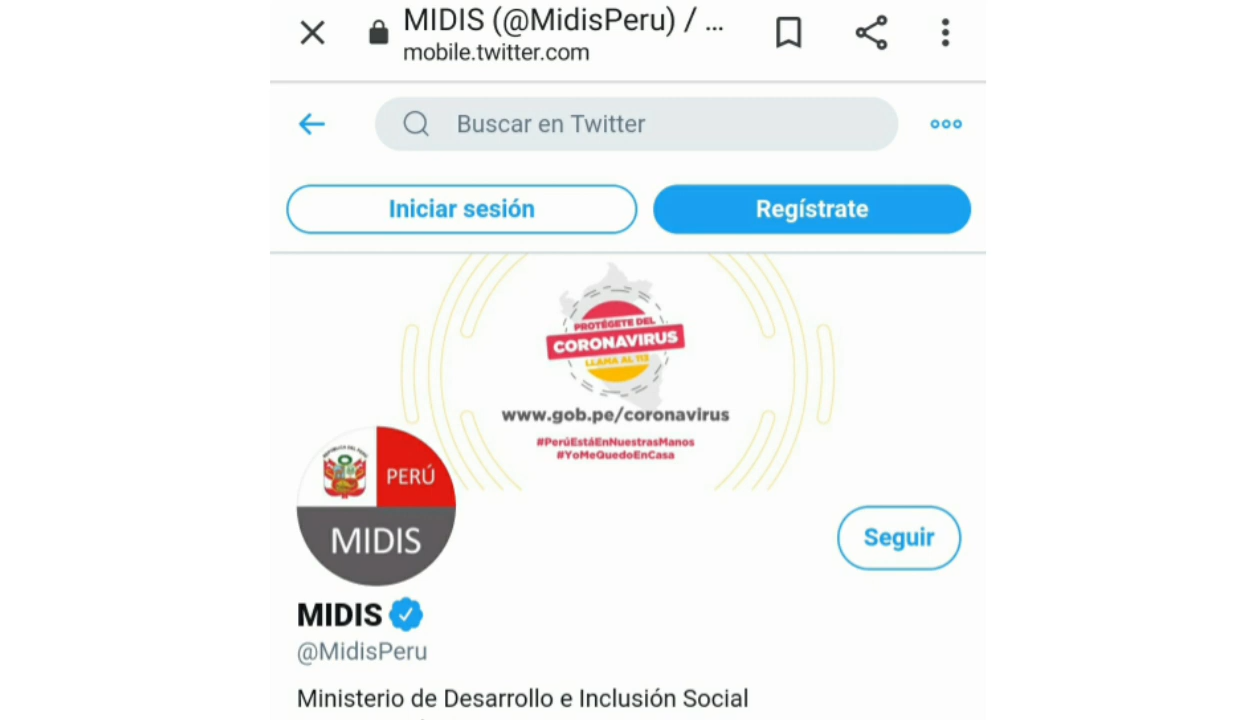 MIDIS (@MidisPeru) / ...
mobile.twitter.com
Buscar en Twitter
Iniciar sesión
Regístrate
PROTÉGETE DEL
CORONAVIRUS
LLAMA AL 113
www.gob.pe/coronavirus
#PerúEstáEnNuestrasManos
#YoMeQuedoEnCasa
PERÚ
MIDIS
Seguir
MIDIS
@MidisPeru
Ministerio de Desarrollo e Inclusión Social